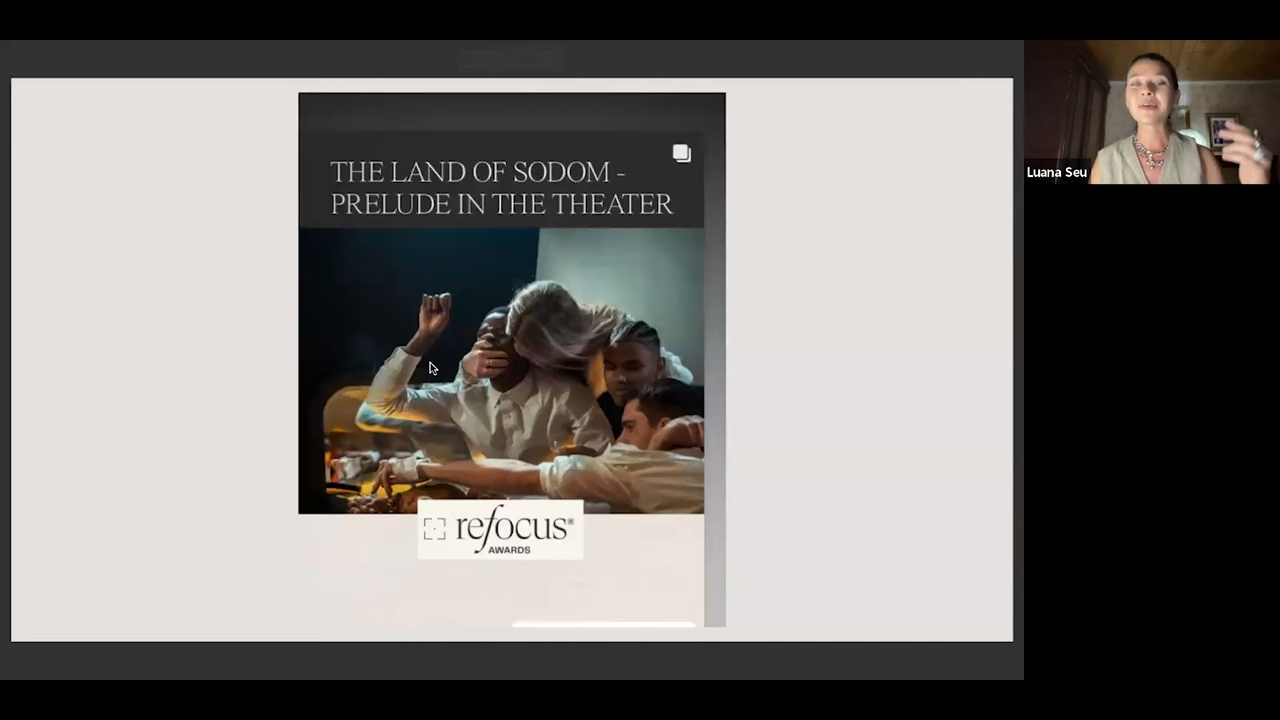 THE LAND OF SODOM -
PRELUDE IN THE THEATER
refocus®
AWARDS
Luana Seu